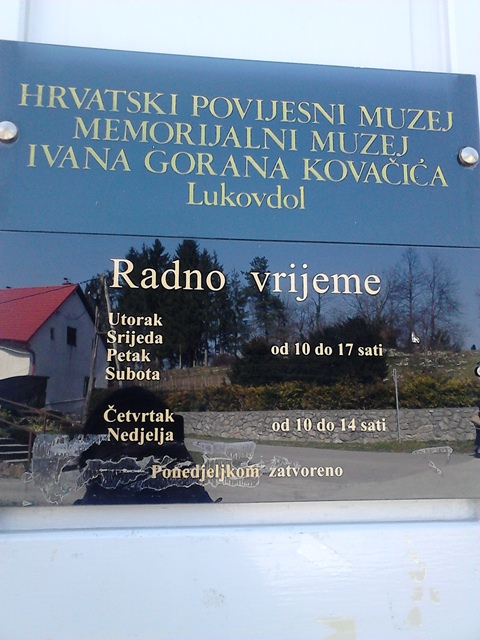 HRVATSKI POVIJESNI MUZEJ
MEMORIJALNI MUZEJ
IVANA GORANA KOVAČIĆA
Lukovdol
Radno vrijeme
Utorak
Srijeda
Petak od 10 do 17 sati
Subota
Četvrtak od 10 do 14 sati
Nedjelja
Ponedjeljkom zatvoreno